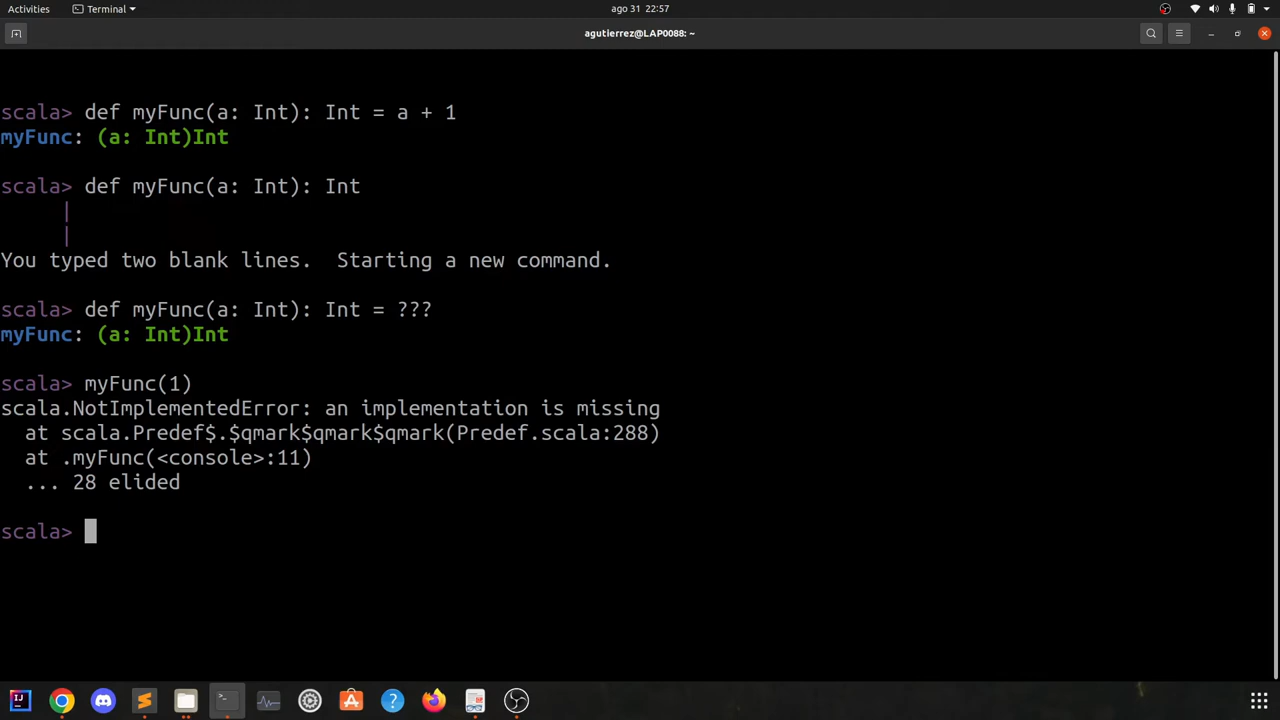 Activities
Terminal
ago 31 22:57
agutierrez@LAP0088: ~
scala> def myFunc(a: Int): Int = a + 1
myFunc: (a: Int)Int
scala> def myFunc(a: Int): Int
|
|
You typed two blank lines.  Starting a new command.
scala> def myFunc(a: Int): Int = ???
myFunc: (a: Int)Int
scala> myFunc(1)
scala.NotImplementedError: an implementation is missing
  at scala.Predef$.$qmark$qmark$qmark(Predef.scala:288)
  at .myFunc(<console>:11)
  ... 28 elided
scala>